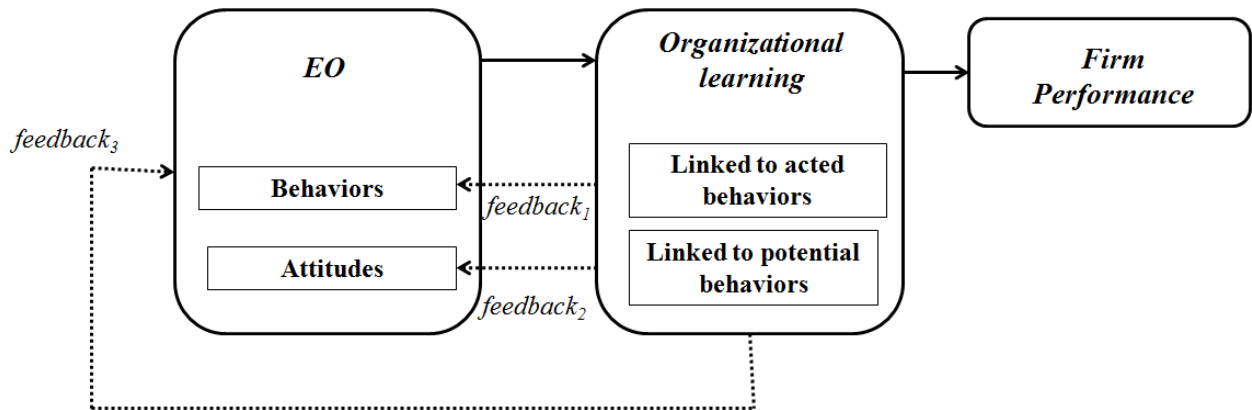 EO
Organizational
learning
Firm
Performance
feedback₃
Behaviors
feedback₁
Linked to acted
behaviors
Attitudes
feedback₂
Linked to potential
behaviors